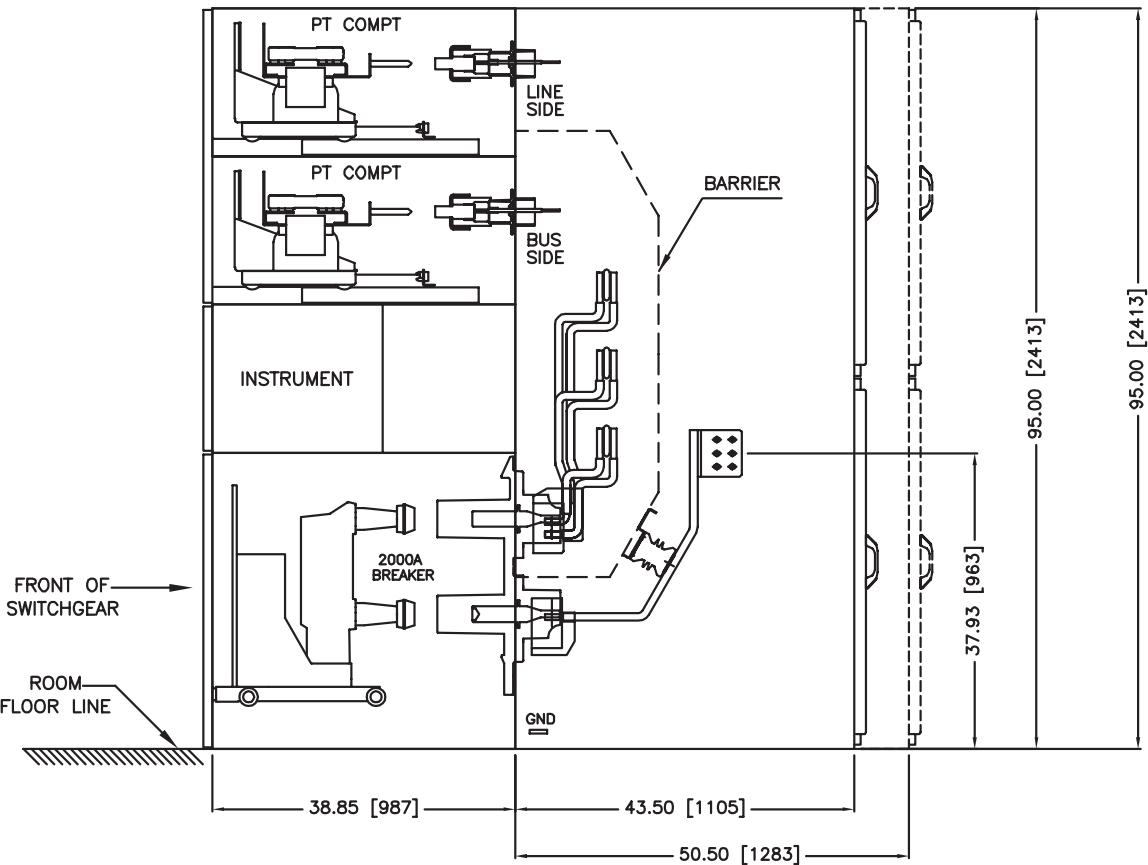 PT COMPT
LINE
SIDE
PT COMPT
BARRIER
BUS
SIDE
95.00 [2413]
95.00 [2413]
INSTRUMENT
2000A
BREAKER
37.93 [963]
FRONT OF
SWITCHGEAR
ROOM
FLOOR LINE
GND
38.85 [987]
43.50 [1105]
50.50 [1283]